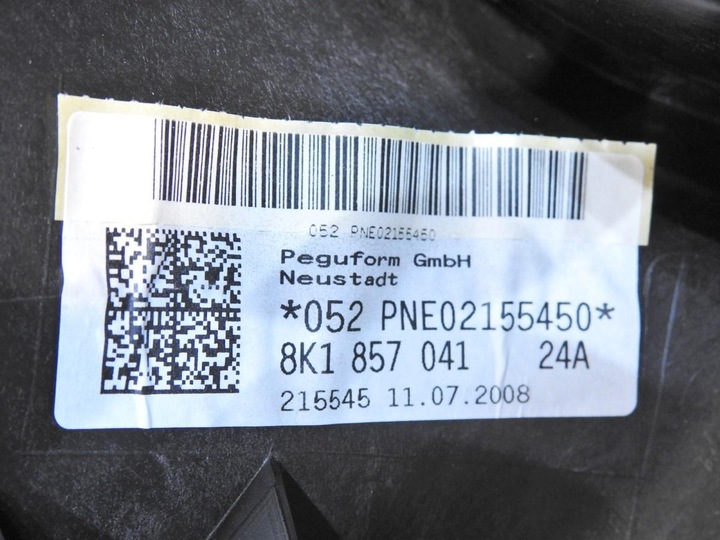 052 PNE02155450
Peguform GmbH
Neustadt
*052 PNE02155450*
8K1 857 041 24A
215545 11.07.2008